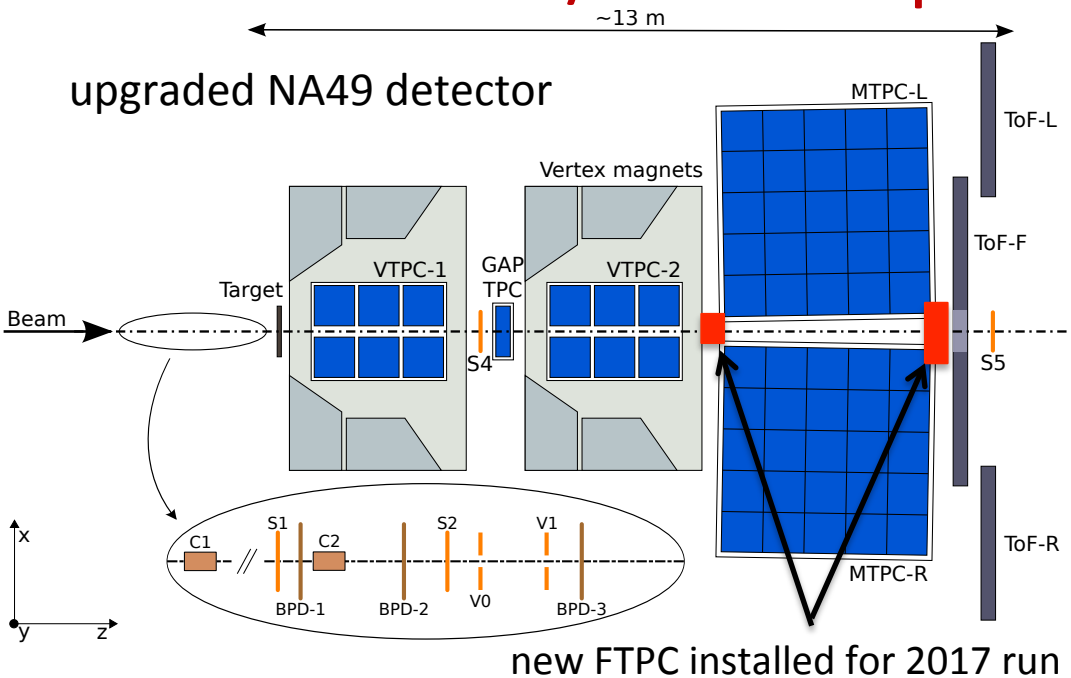 ~13 m
upgraded NA49 detector
MTPC-L
ToF-L
Vertex magnets
ToF-F
VTPC-1
GAP
TPC
VTPC-2
Target
Beam
S4
S5
x
y
z
C1
S1
C2
S2
V1
BPD-1
BPD-2
V0
BPD-3
ToF-R
MTPC-R
new FTPC installed for 2017 run